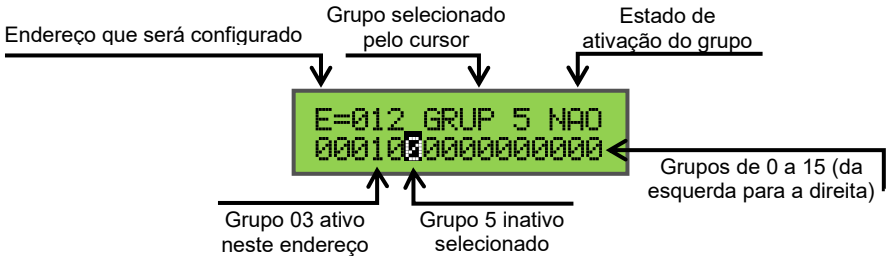 Grupo selecionado
pelo cursor
Estado de
ativação do grupo
Endereço que será configurado
E=012 GRUP 5 NAO
0001000000000000
Grupos de 0 a 15 (da
esquerda para a direita)
Grupo 03 ativo
neste endereço
Grupo 5 inativo
selecionado